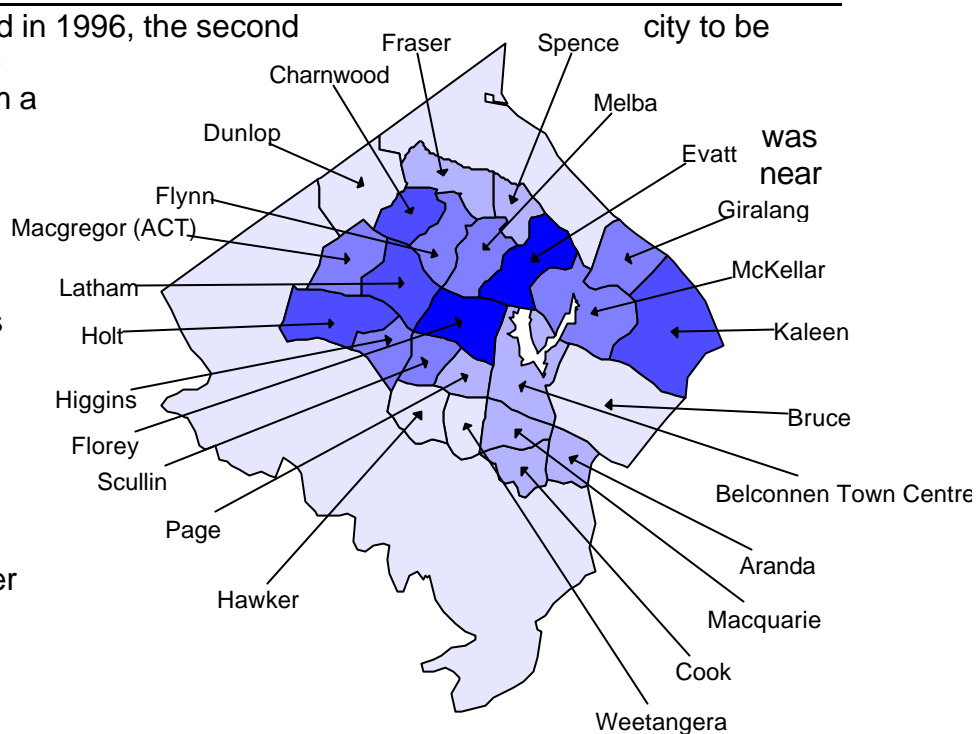 d in 1996, the second city to be
Fraser Spence
Charnwood
Melba
Dunlop
was
Evatt
near
Flynn
Giralang
Macgregor (ACT)
McKellar
Latham
Holt
Kaleen
Higgins
Bruce
Florey
Scullin
Belconnen Town Centre
Page
Aranda
er
Hawker
Macquarie
Cook
Weetangera